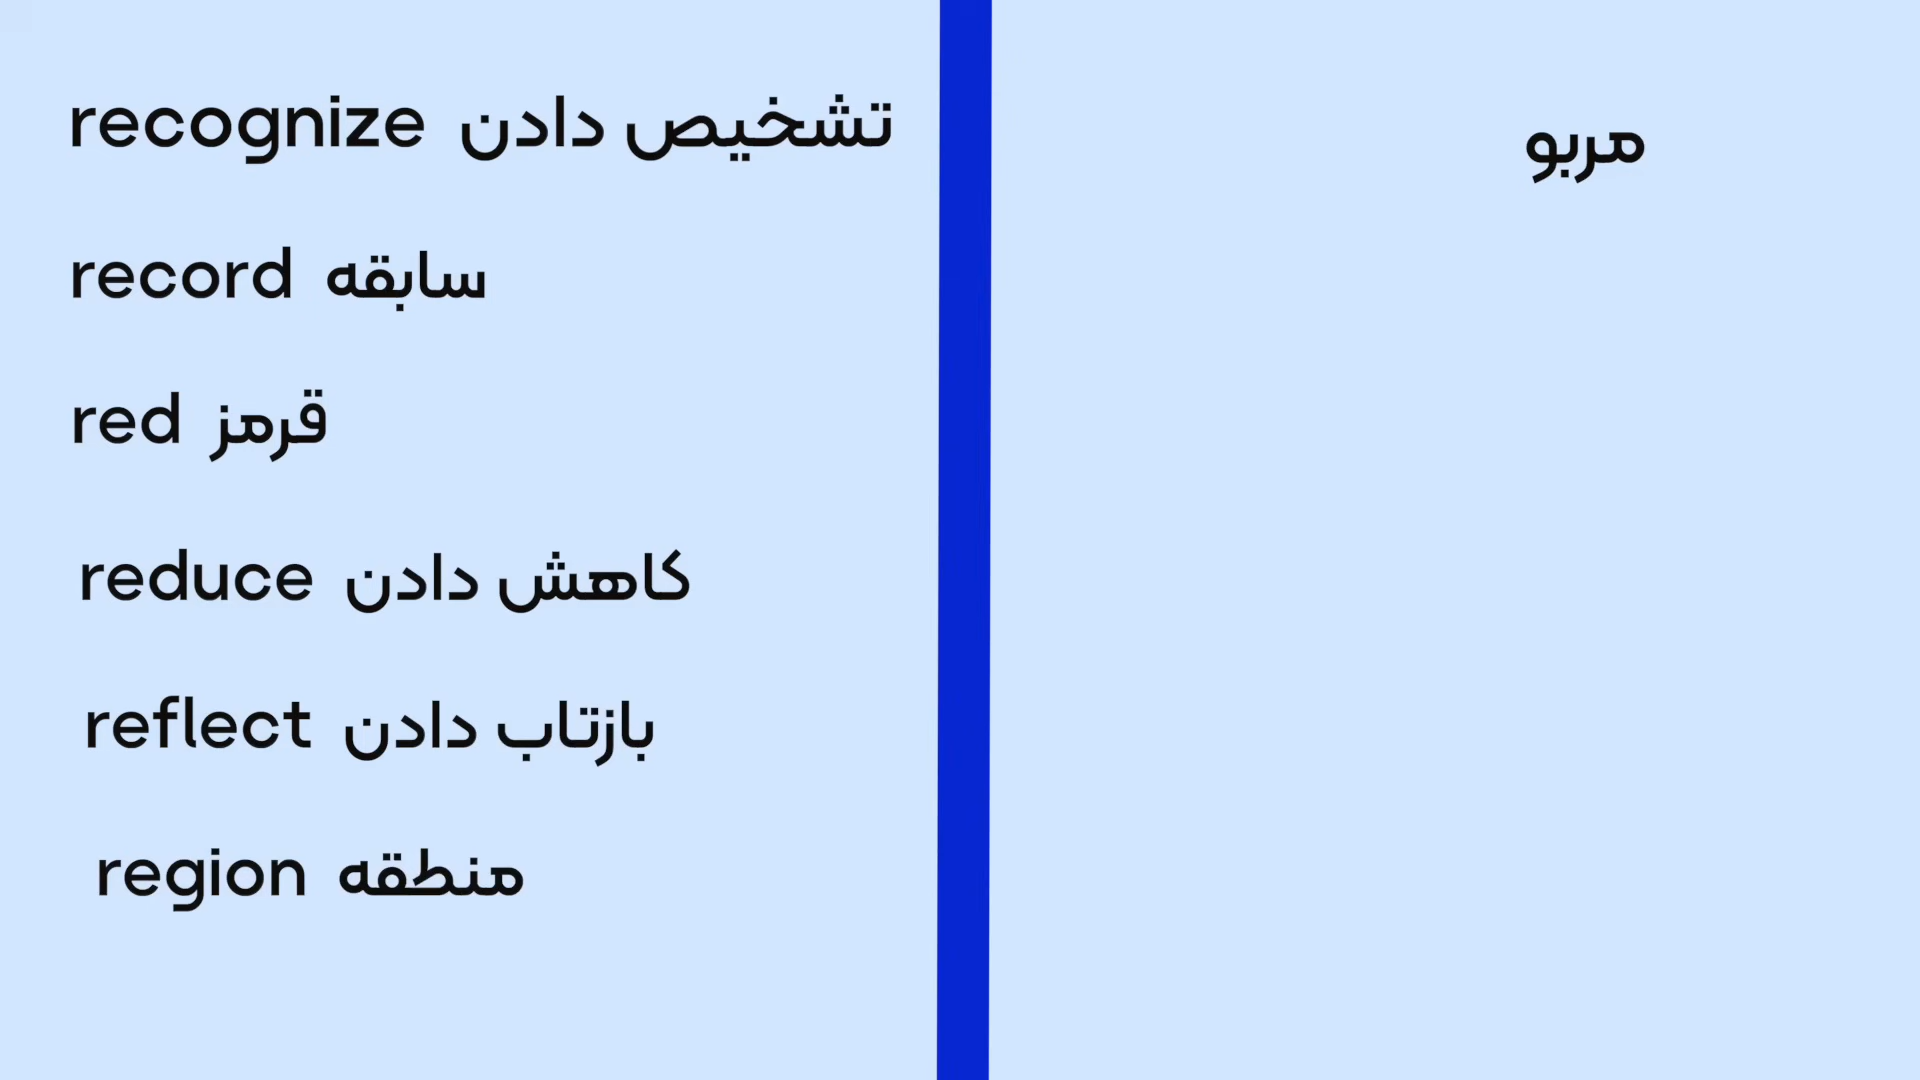 recognize تشخیص دادن
record سابقه
red قرمز
reduce کاهش دادن
reflect بازتاب دادن
region منطقه
مربو